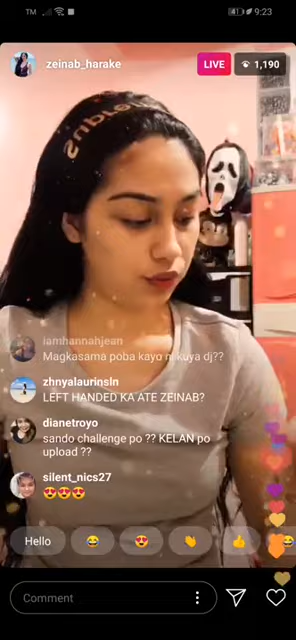 TM
9:23
zeinab_harake
LIVE
1,190
iamhannahjean
Magkasama poba kayo ni kuya dj??
zhnyalaurinsln
LEFT HANDED KA ATE ZEINAB?
dianetroyo
sando challenge po ?? KELAN po
upload ??
silent_nics27
😍😍😍
Hello
Comment